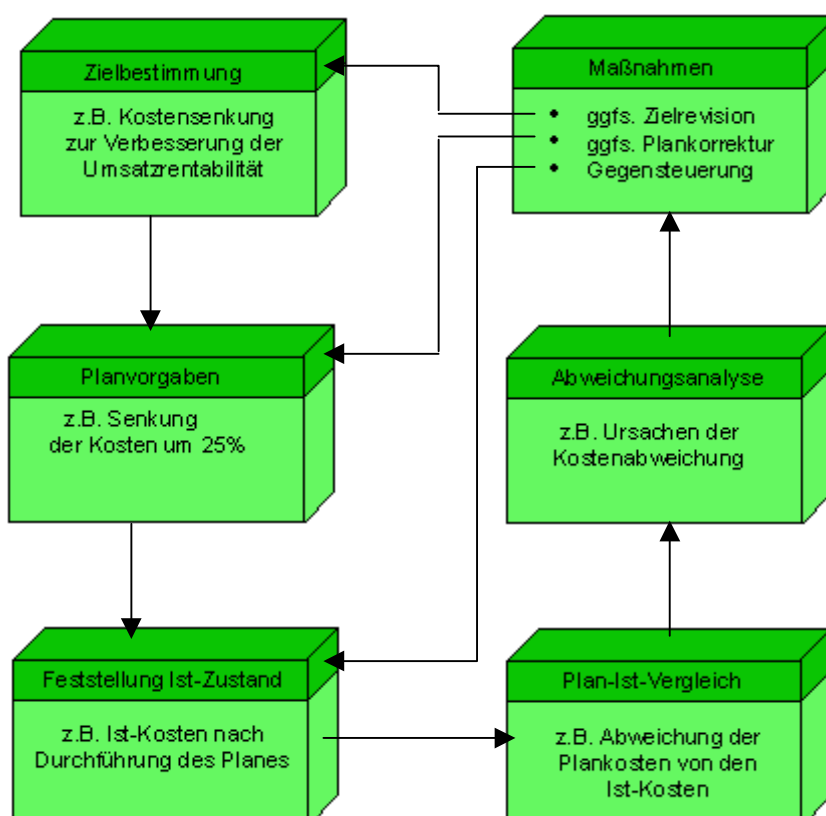 Zielbestimmung
z.B. Kostensenkung
zur Verbesserung der
Umsatzrentabilität
Maßnahmen
• ggfs. Zielrevision
• ggfs. Plankorrektur
• Gegensteuerung
Planvorgaben
z.B. Senkung
der Kosten um 25%
Abweichungsanalyse
z.B. Ursachen der
Kostenabweichung
Feststellung Ist-Zustand
z.B. Ist-Kosten nach
Durchführung des Planes
Plan-Ist-Vergleich
z.B. Abweichung der
Plankosten von den
Ist-Kosten